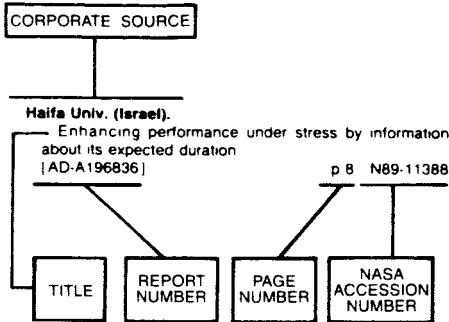 CORPORATE SOURCE
Haifa Univ. (Israel).
Enhancing performance under stress by information
about its expected duration
[AD-A196836] p 8 N89-11388
TITLE
REPORT
NUMBER
PAGE
NUMBER
NASA
ACCESSION
NUMBER